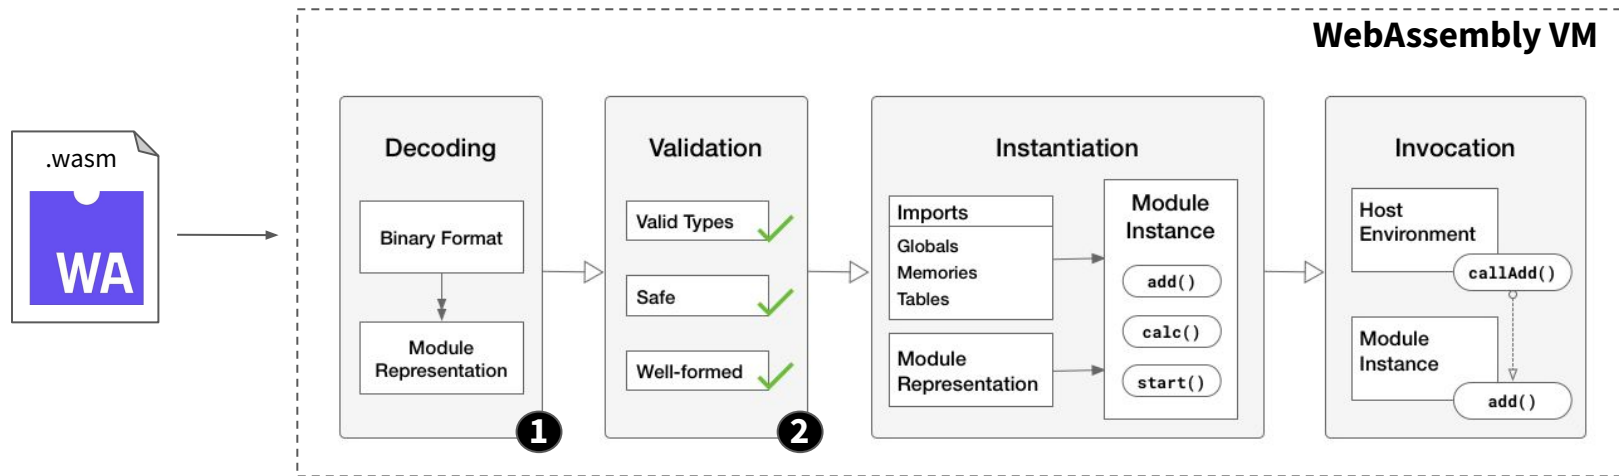 WebAssembly VM
.wasm
WA
Decoding
Binary Format
Module
Representation
1
Validation
Valid Types
Safe
Well-formed
2
Instantiation
Imports
Globals
Memories
Tables
Module
Representation
Module
Instance
add()
calc()
start()
Invocation
Host
Environment
callAdd()
Module
Instance
add()